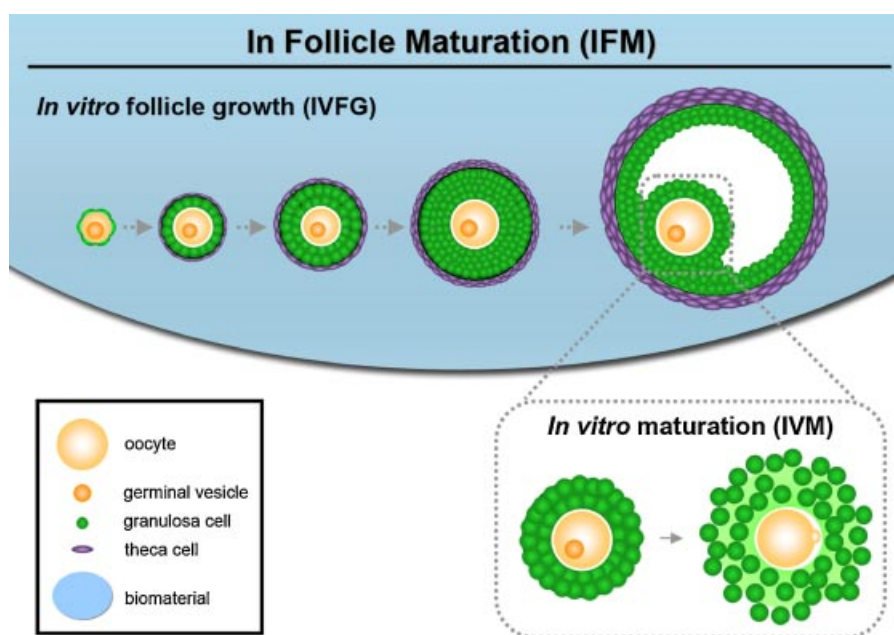 In Follicle Maturation (IFM)
In vitro follicle growth (IVFG)
In vitro maturation (IVM)
oocyte
germinal vesicle
granulosa cell
theca cell
biomaterial